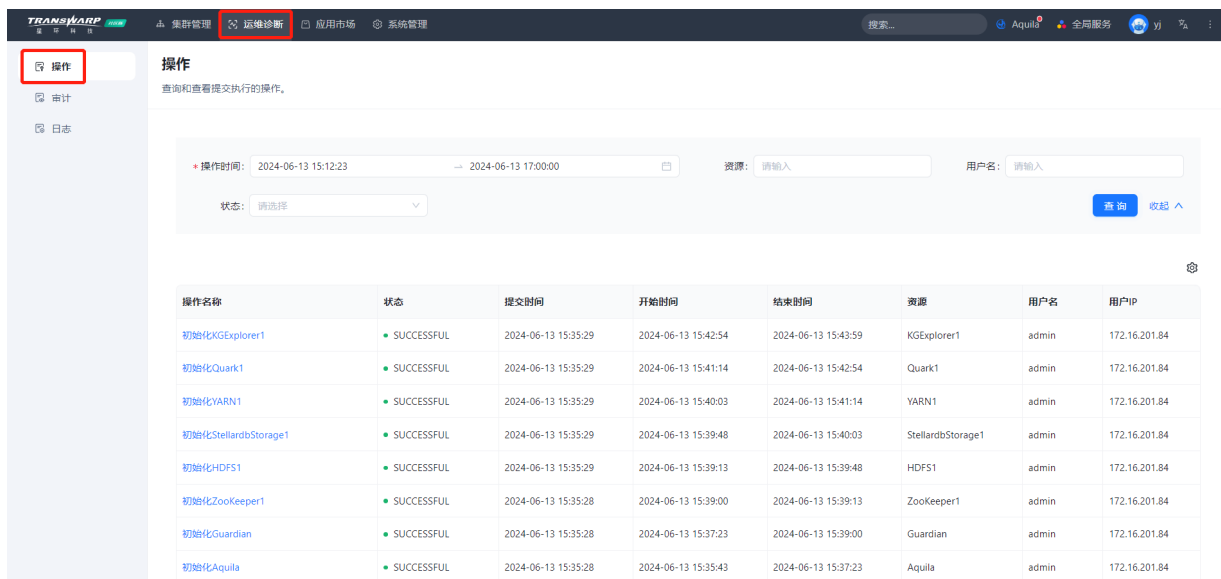 TRANSWARP
星 环 科 技
集群管理 运维诊断 应用市场 系统管理 搜索... Aquila 全局服务 yj
操作
审计
日志
操作
查询和查看提交执行的操作。
* 操作时间: 2024-06-13 15:12:23 → 2024-06-13 17:00:00 资源: 请输入 用户名: 请输入
状态: 请选择 查 询 收起
操作名称 状态 提交时间 开始时间 结束时间 资源 用户名 用户IP
初始化KGExplorer1 SUCCESSFUL 2024-06-13 15:35:29 2024-06-13 15:42:54 2024-06-13 15:43:59 KGExplorer1 admin 172.16.201.84
初始化Quark1 SUCCESSFUL 2024-06-13 15:35:29 2024-06-13 15:41:14 2024-06-13 15:42:54 Quark1 admin 172.16.201.84
初始化YARN1 SUCCESSFUL 2024-06-13 15:35:29 2024-06-13 15:40:03 2024-06-13 15:41:14 YARN1 admin 172.16.201.84
初始化StellardbStorage1 SUCCESSFUL 2024-06-13 15:35:29 2024-06-13 15:39:48 2024-06-13 15:40:03 StellardbStorage1 admin 172.16.201.84
初始化HDFS1 SUCCESSFUL 2024-06-13 15:35:29 2024-06-13 15:39:13 2024-06-13 15:39:48 HDFS1 admin 172.16.201.84
初始化ZooKeeper1 SUCCESSFUL 2024-06-13 15:35:28 2024-06-13 15:39:00 2024-06-13 15:39:13 ZooKeeper1 admin 172.16.201.84
初始化Guardian SUCCESSFUL 2024-06-13 15:35:28 2024-06-13 15:37:23 2024-06-13 15:39:00 Guardian admin 172.16.201.84
初始化Aquila SUCCESSFUL 2024-06-13 15:35:28 2024-06-13 15:35:43 2024-06-13 15:37:23 Aquila admin 172.16.201.84